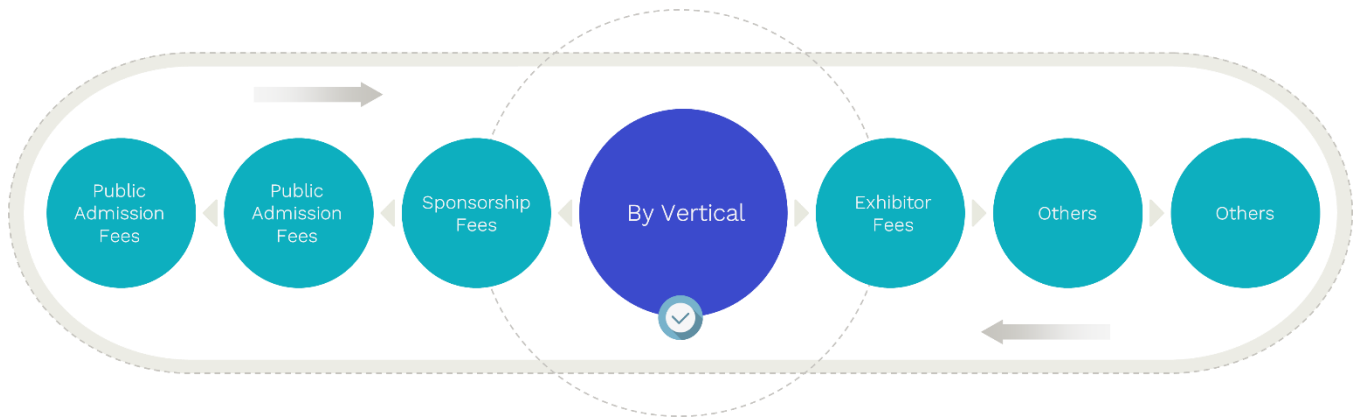 Public
Admission
Fees
Public
Admission
Fees
Sponsorship
Fees
By Vertical
Exhibitor
Fees
Others
Others